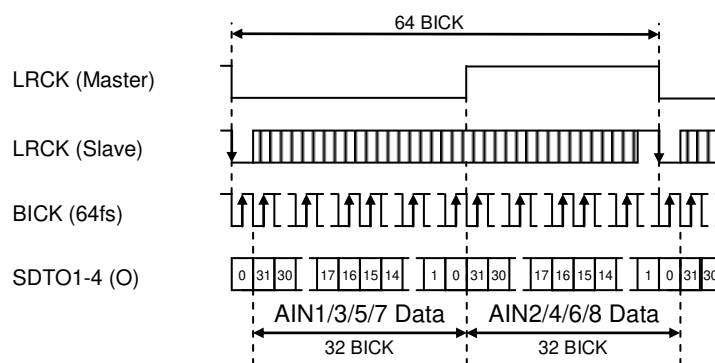 64 BICK
LRCK (Master)
LRCK (Slave)
BICK (64fs)
SDTO1-4 (O) 0 31 30 17 16 15 14 1 0 31 30 17 16 15 14 1 0 31 30
AIN1/3/5/7 Data AIN2/4/6/8 Data
32 BICK 32 BICK